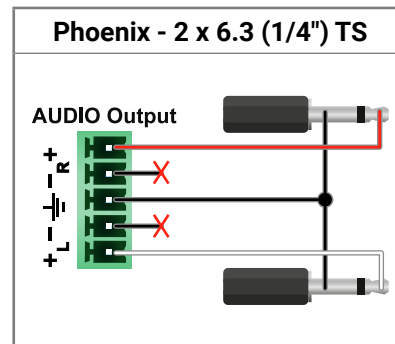 Phoenix - 2 x 6.3 (1/4") TS
AUDIO Output
+
R
-
-
L
+